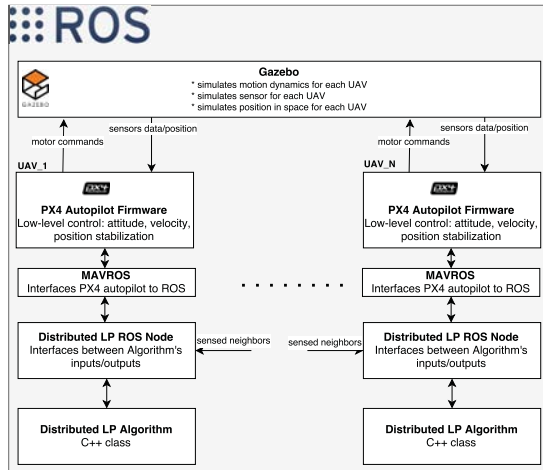 ROS
Gazebo
* simulates motion dynamics for each UAV
* simulates sensor for each UAV
* simulates position in space for each UAV
GAZEBO
motor commands
sensors data/position
motor commands
sensors data/position
UAV_1
UAV_N
px4
PX4 Autopilot Firmware
Low-level control: attitude, velocity,
position stabilization
px4
PX4 Autopilot Firmware
Low-level control: attitude, velocity,
position stabilization
MAVROS
Interfaces PX4 autopilot to ROS
. . . . . . . .
MAVROS
Interfaces PX4 autopilot to ROS
Distributed LP ROS Node
Interfaces between Algorithm's
inputs/outputs
sensed neighbors
sensed neighbors
Distributed LP ROS Node
Interfaces between Algorithm's
inputs/outputs
Distributed LP Algorithm
C++ class
Distributed LP Algorithm
C++ class